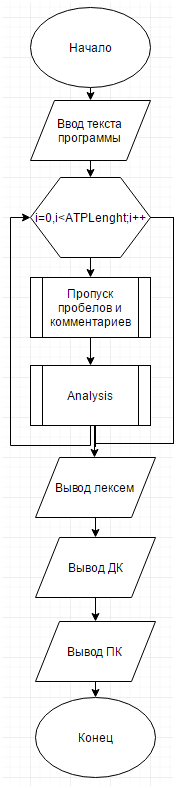 Начало
Ввод текста
программы
i=0,i<ATPLenght;i++
Пропуск
пробелов и
комментариев
Analysis
Вывод лексем
Вывод ДК
Вывод ПК
Конец